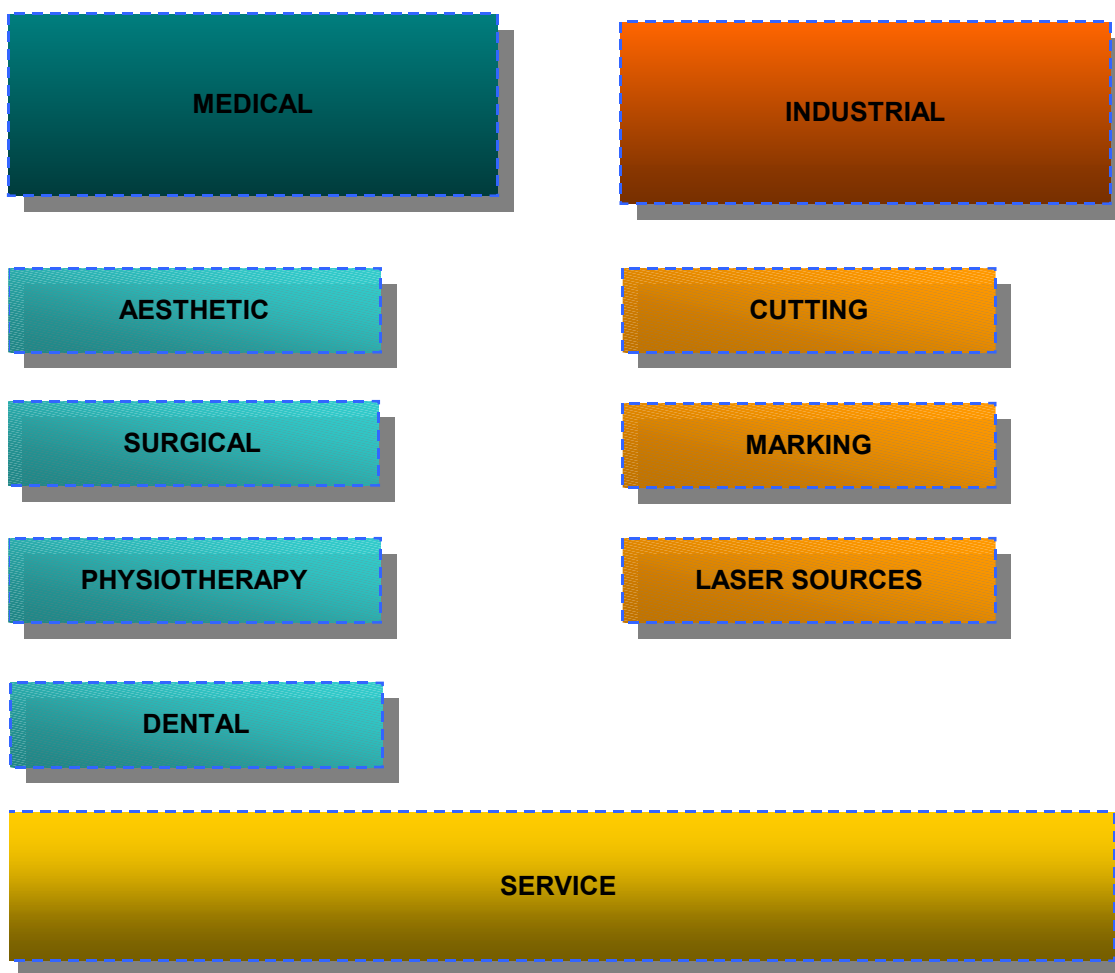 MEDICAL
INDUSTRIAL
AESTHETIC
CUTTING
SURGICAL
MARKING
PHYSIOTHERAPY
LASER SOURCES
DENTAL
SERVICE